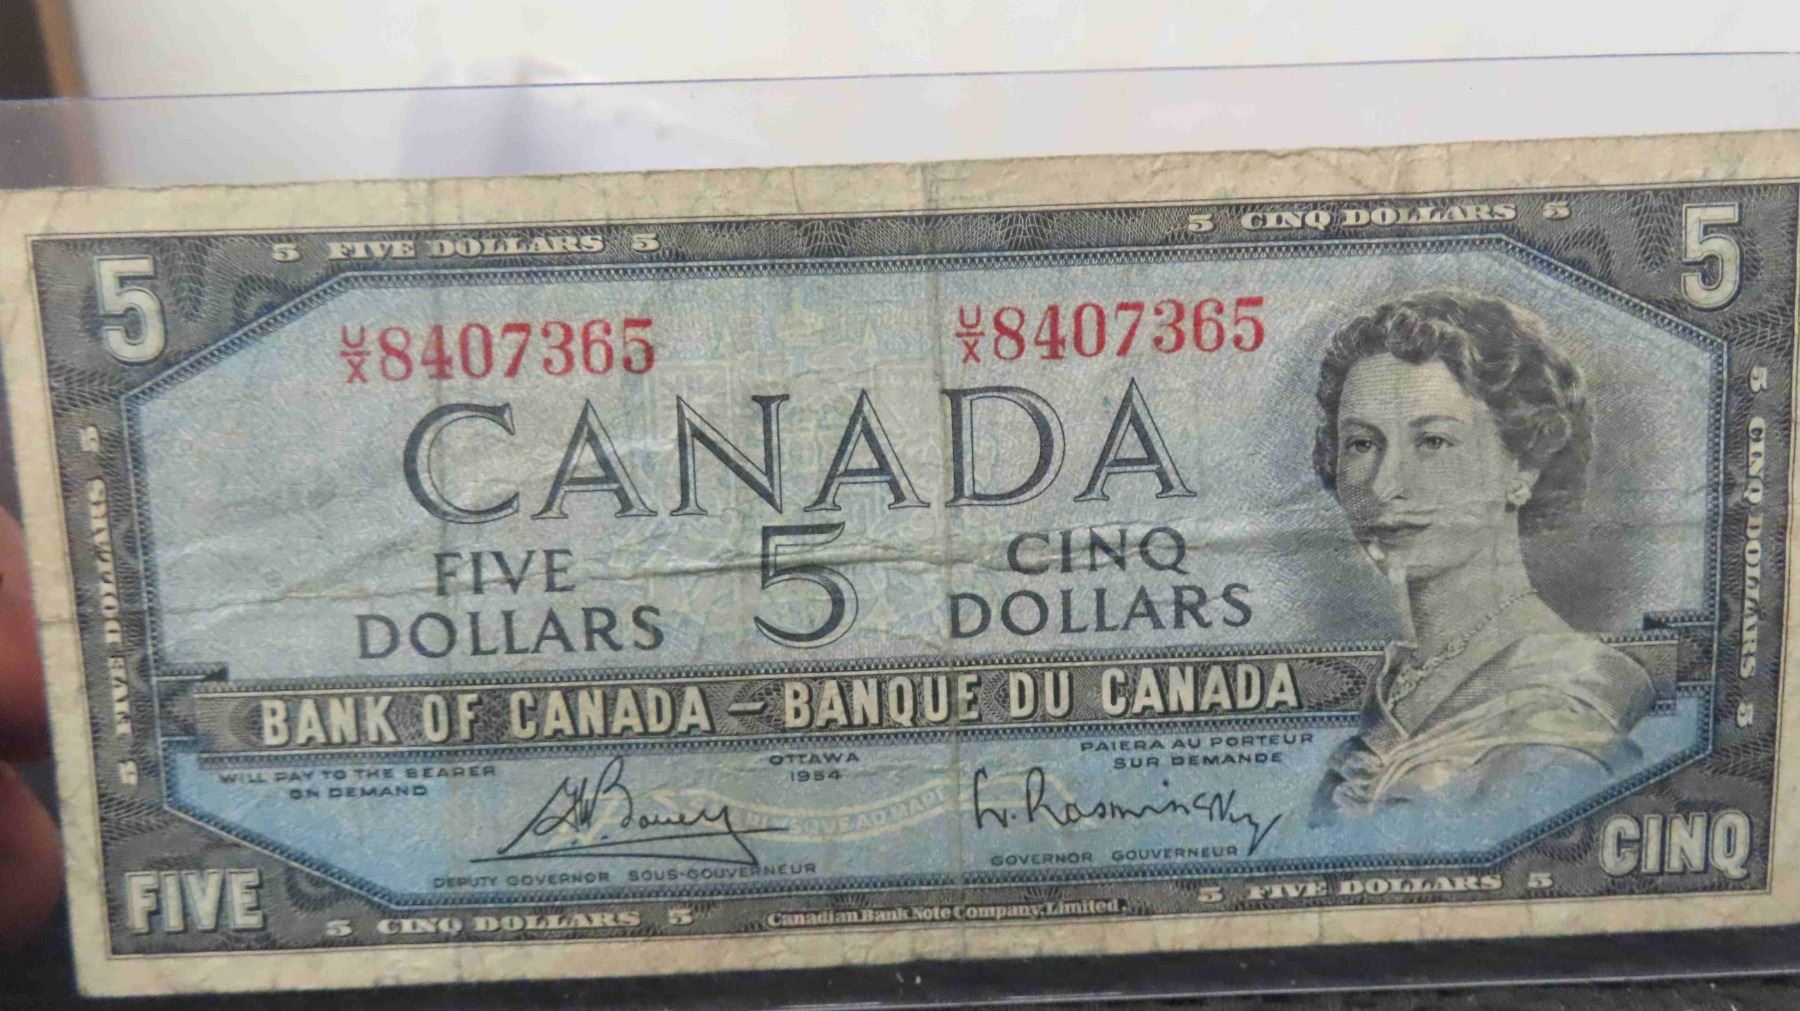 5 FIVE DOLLARS 5
5 CINQ DOLLARS 5
5
5
U/X 8407365
U/X 8407365
CANADA
FIVE DOLLARS
5
CINQ DOLLARS
5 FIVE DOLLARS 5
5 CINQ DOLLARS 5
BANK OF CANADA – BANQUE DU CANADA
WILL PAY TO THE BEARER
ON DEMAND
OTTAWA
1954
PAIERA AU PORTEUR
SUR DEMANDE
L. Rasminsky
DEPUTY GOVERNOR SOUS-GOUVERNEUR
GOVERNOR GOUVERNEUR
FIVE
CINQ
5 CINQ DOLLARS 5
Canadian Bank Note Company, Limited.
5 FIVE DOLLARS 5